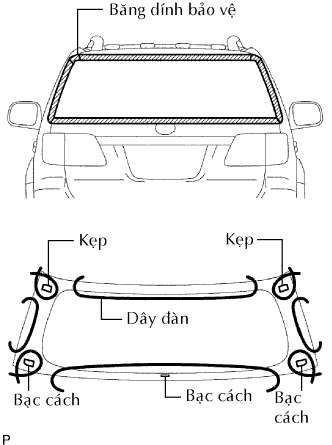 Băng dính bảo vệ
Kẹp
Kẹp
Dây dàn
Bạc cách
Bạc cách
Bạc
cách
P